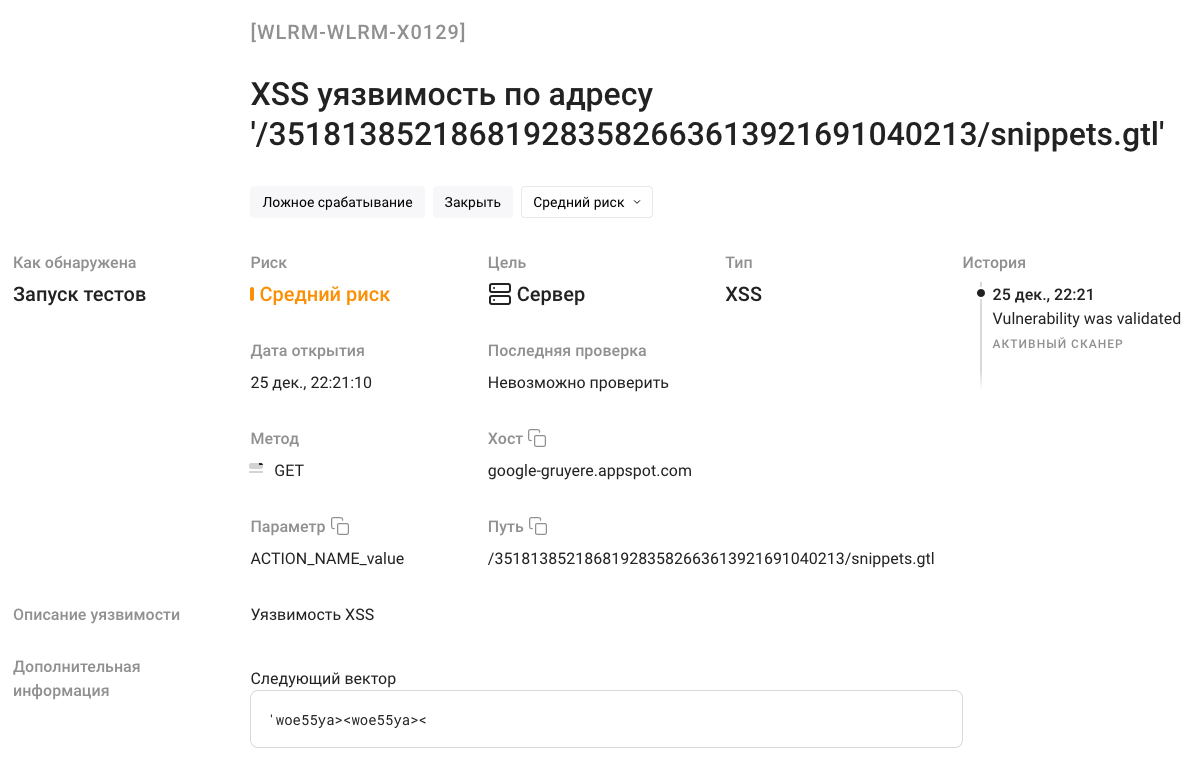 [WLRM-WLRM-X0129]
XSS уязвимость по адресу
'/351813852186819283582663613921691040213/snippets.gtl'
Ложное срабатывание
Закрыть
Средний риск
Как обнаружена
Запуск тестов
Риск
Средний риск
Цель
Сервер
Тип
XSS
История
25 дек., 22:21
Vulnerability was validated
АКТИВНЫЙ СКАНЕР
Дата открытия
25 дек., 22:21:10
Последняя проверка
Невозможно проверить
Метод
GET
Хост
google-gruyere.appspot.com
Параметр
ACTION_NAME_value
Путь
/351813852186819283582663613921691040213/snippets.gtl
Описание уязвимости
Уязвимость XSS
Дополнительная
информация
Следующий вектор
'woe55ya><woe55ya><